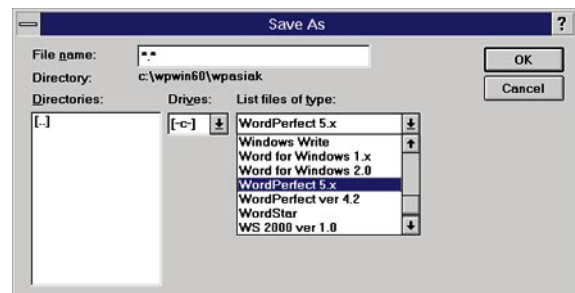 Save As
?
File name:
*.*
OK
Directory:
c:\wpwin60\wpasiak
Cancel
Directories:
Drives:
List files of type:
[..]
[-c-]
WordPerfect 5.x
Windows Write
Word for Windows 1.x
Word for Windows 2.0
WordPerfect 5.x
WordPerfect ver 4.2
WordStar
WS 2000 ver 1.0